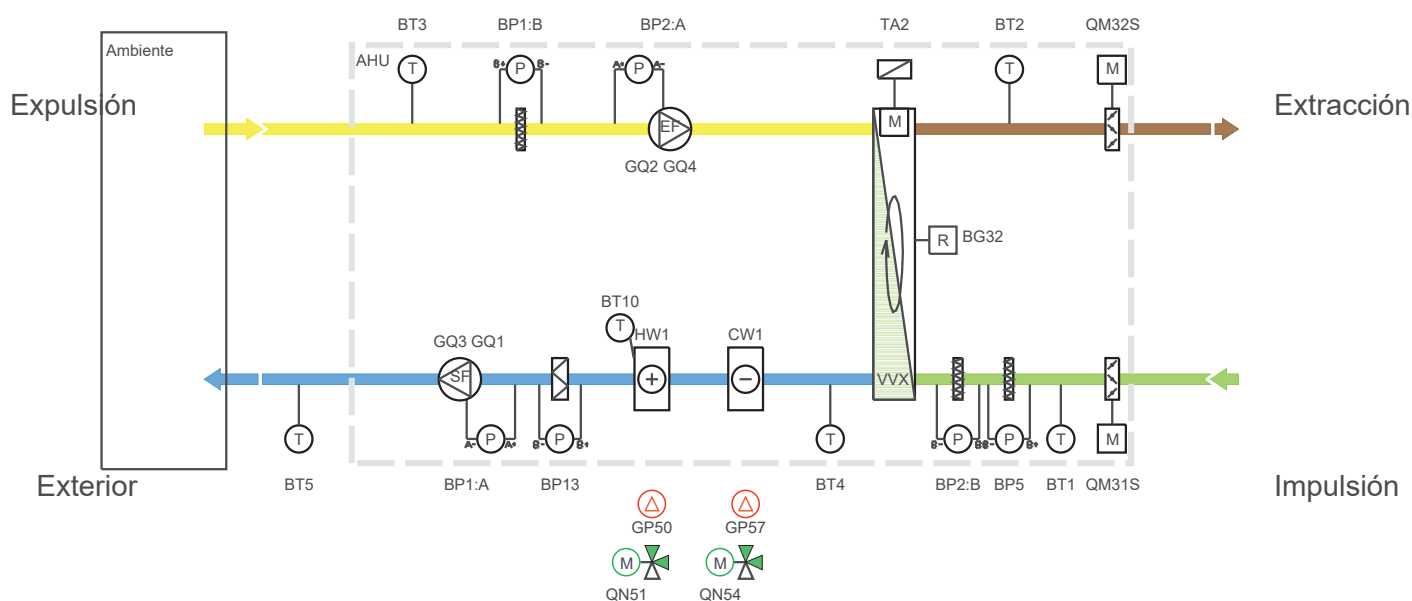 BT3 BP1:B BP2:A TA2 BT2 QM32S
Ambiente
AHU T B+ P B- A+ P A- T M
Expulsión Extracción
EF M
GQ2 GQ4
R BG32
BT10
T HW1 CW1
GQ3 GQ1
SF + − VVX
T A- P A+ B- P B+ T B- P B- P B+ T M
Exterior BT5 BP1:A BP13 BT4 BP2:B BP5 BT1 QM31S Impulsión
GP50 GP57
M M
QN51 QN54